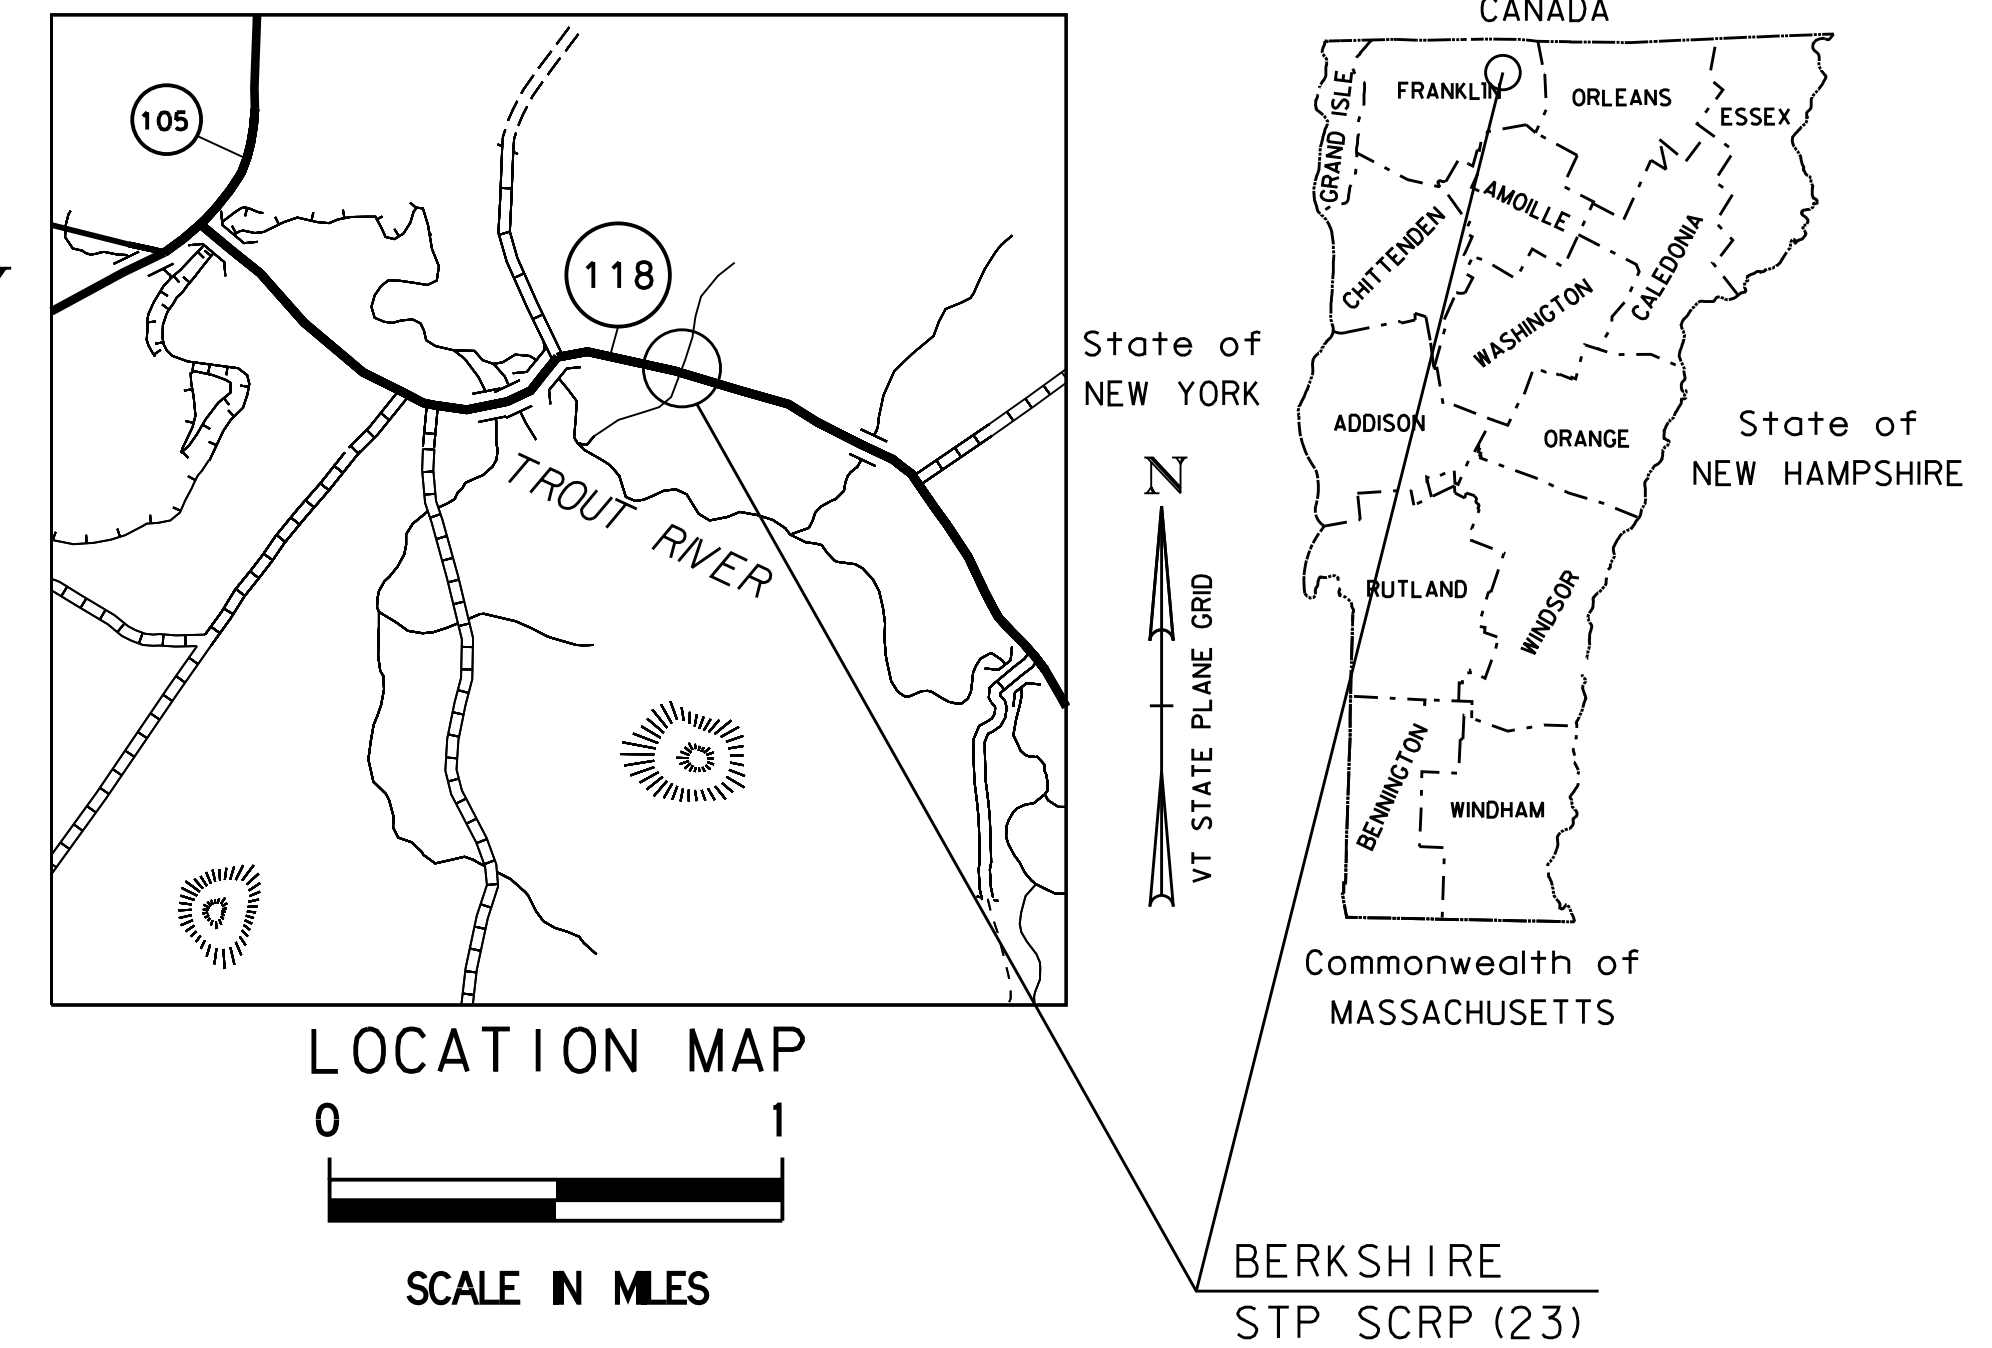 CANADA
105
118
TROUT RIVER
GRAND ISLE
FRANKLIN
ORLEANS
ESSEX
LAMOILLE
CHITTENDEN
CALEDONIA
WASHINGTON
State of
NEW YORK
ADDISON
ORANGE
State of
NEW HAMPSHIRE
N
VT STATE PLANE GRID
RUTLAND
WINDSOR
BENNINGTON
WINDHAM
Commonwealth of
MASSACHUSETTS
LOCATION MAP
0 1
SCALE IN MILES
BERKSHIRE
STP SCRP (23)